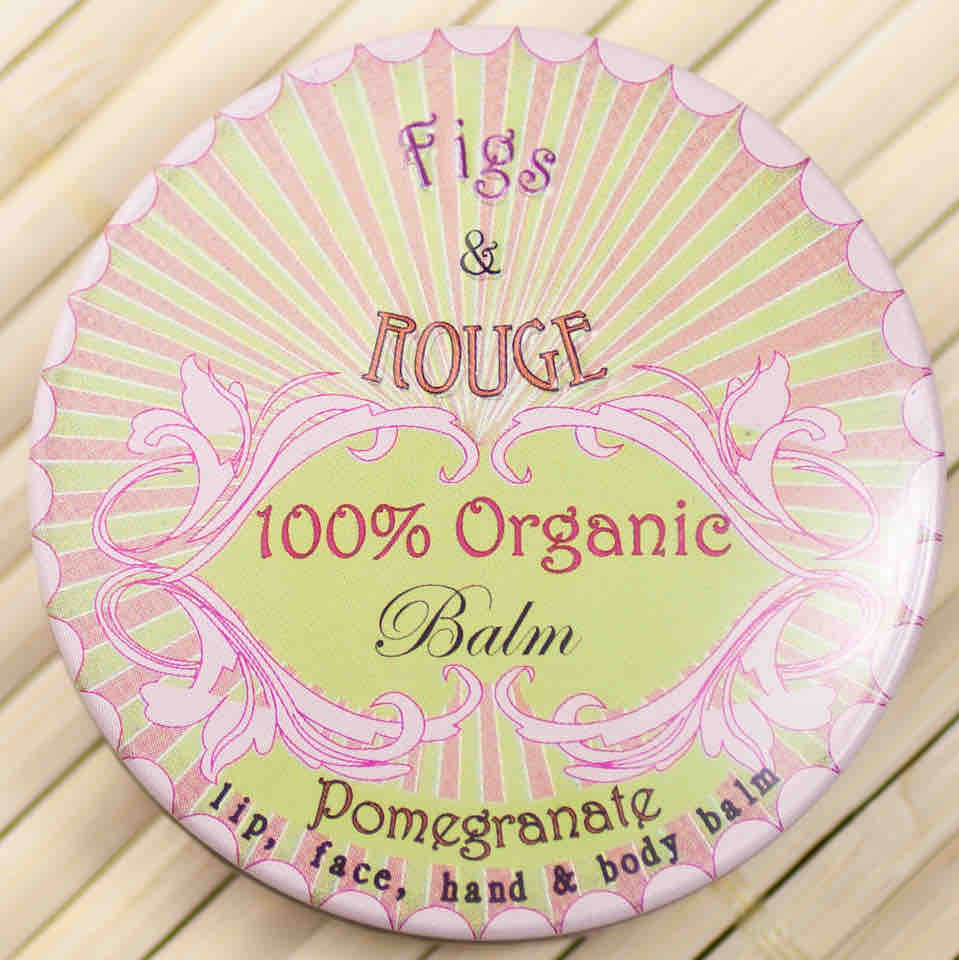 Figs
&
ROUGE
100% Organic
Balm
Pomegranate
lip, face, hand & body balm